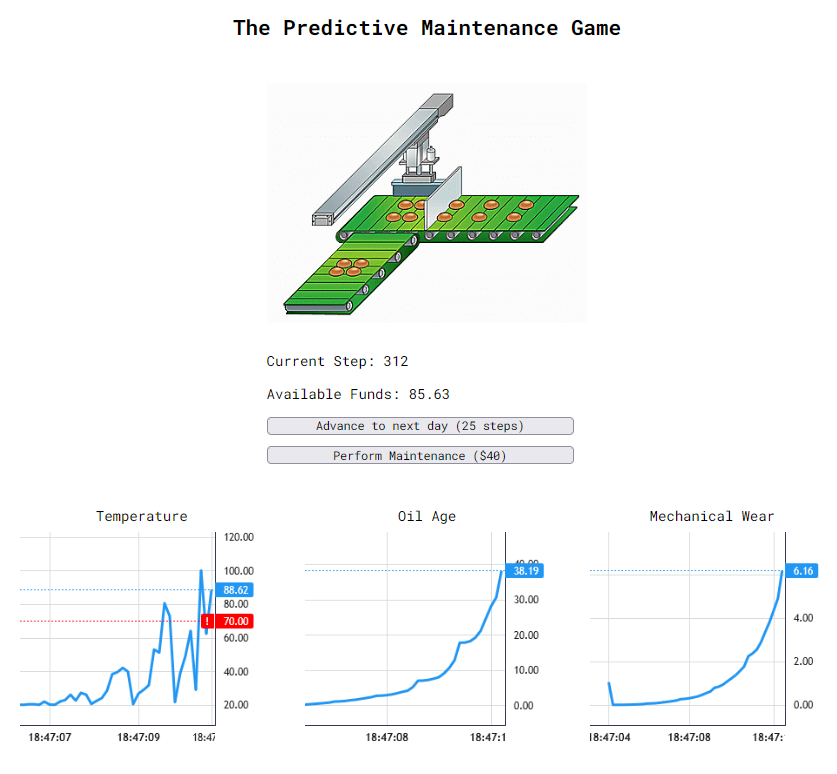 The Predictive Maintenance Game
Current Step: 312
Available Funds: 85.63
Advance to next day (25 steps)
Perform Maintenance ($40)
Temperature
120.00
100.00
88.62
80.00
! 70.00
60.00
40.00
20.00
18:47:07 18:47:09 18:47
Oil Age
40.00
38.19
30.00
20.00
10.00
0.00
18:47:08 18:47:1
Mechanical Wear
6.16
4.00
2.00
0.00
18:47:04 18:47:08 18:47: